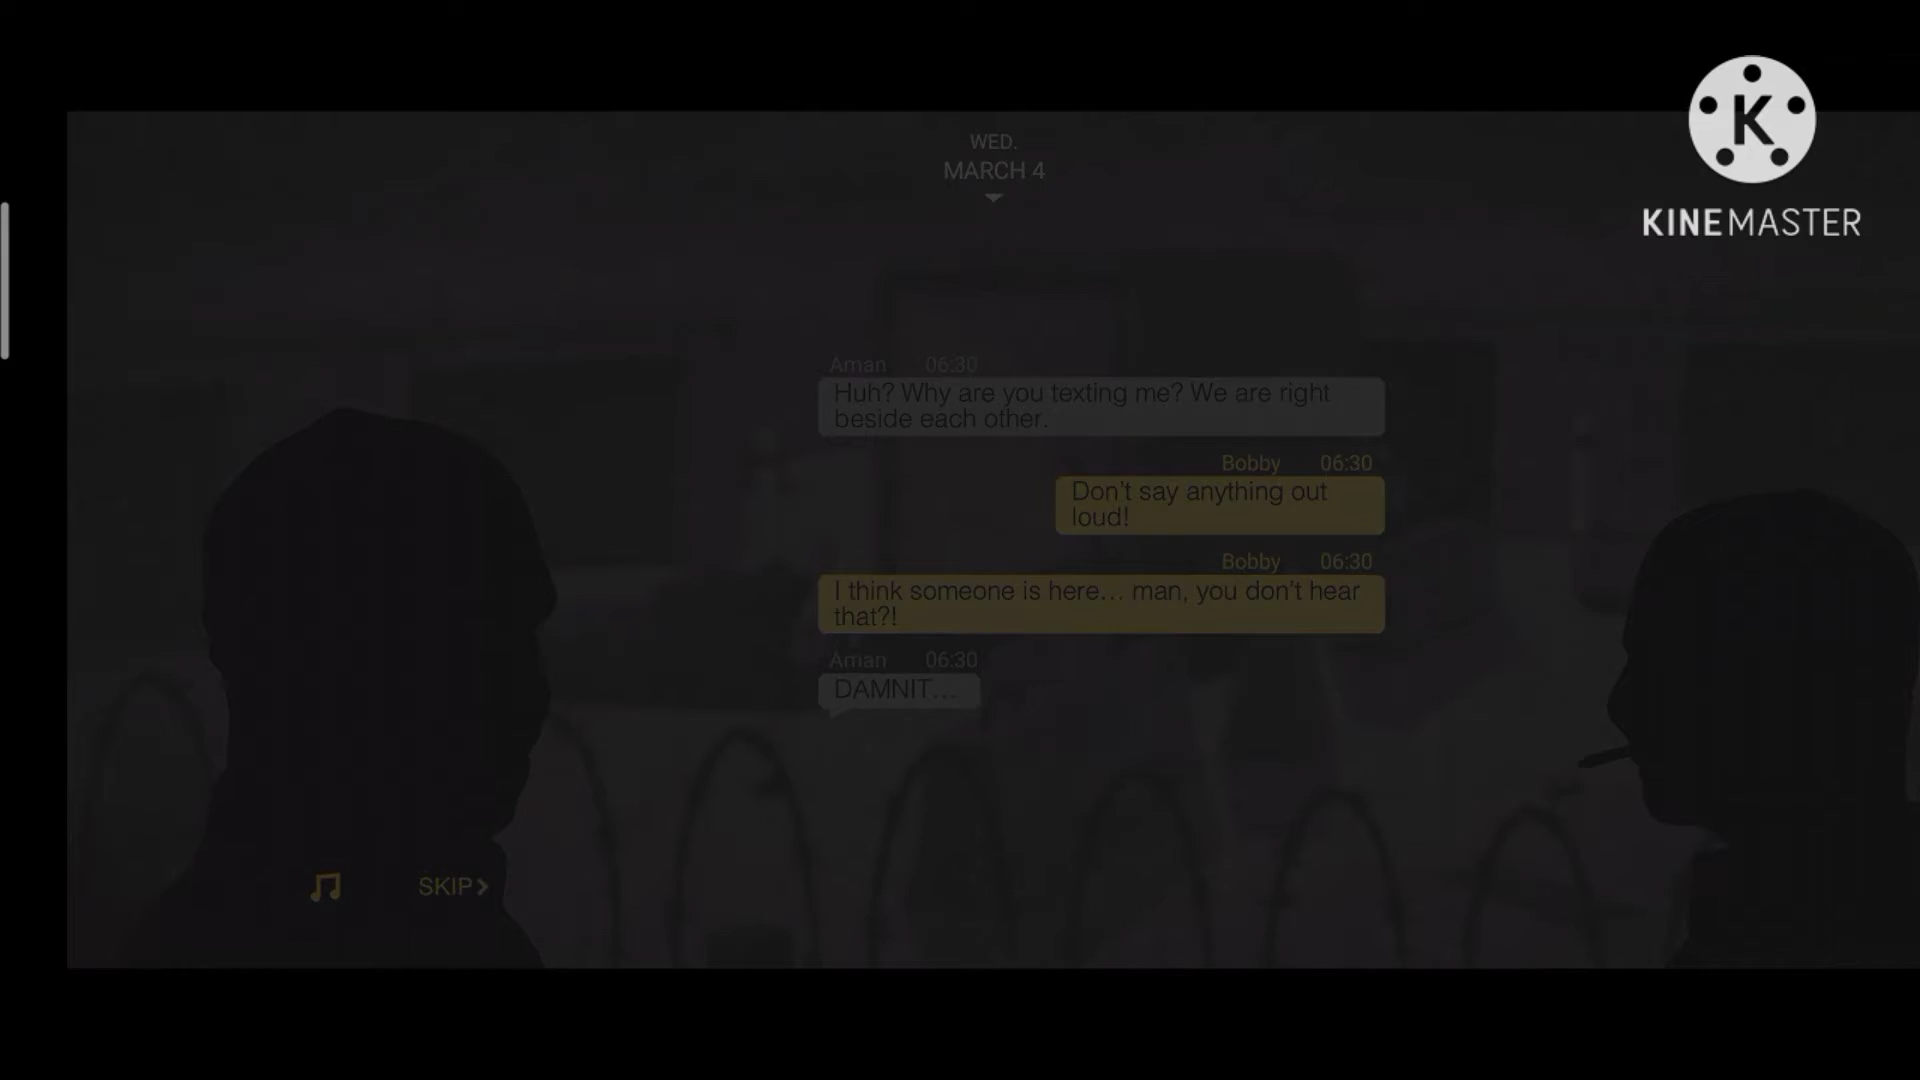 WED.
MARCH 4
K
KINEMASTER
Aman 06:30
Huh? Why are you texting me? We are right
beside each other.
Bobby 06:30
Don't say anything out
loud!
Bobby 06:30
I think someone is here... man, you don't hear
that?!
Aman 06:30
DAMNIT...
SKIP>